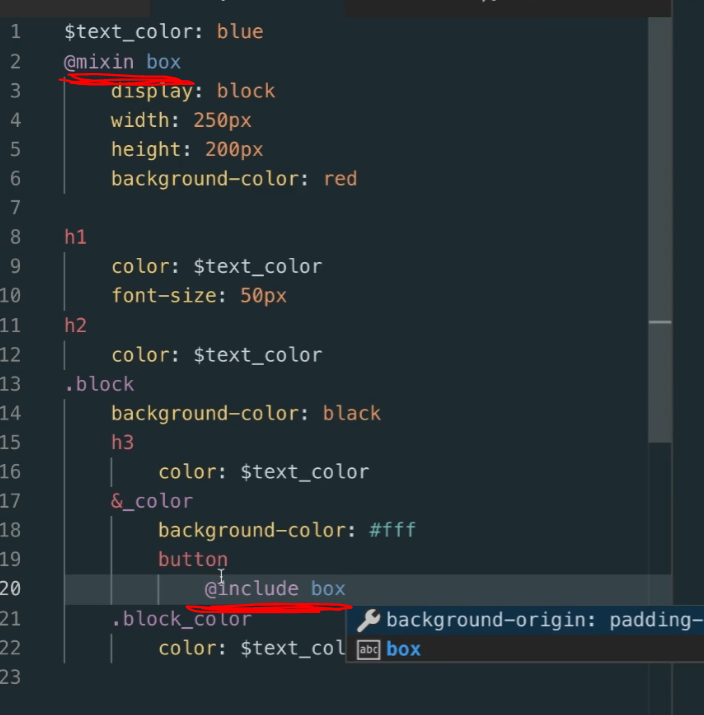 1 $text_color: blue
2 @mixin box
3 display: block
4 width: 250px
5 height: 200px
6 background-color: red
7
8 h1
9 color: $text_color
10 font-size: 50px
11 h2
12 color: $text_color
13 .block
14 background-color: black
15 h3
16 color: $text_color
17 &_color
18 background-color: #fff
19 button
20 @include box
21 .block_color
background-origin: padding-
22 color: $text_col
abc box
23